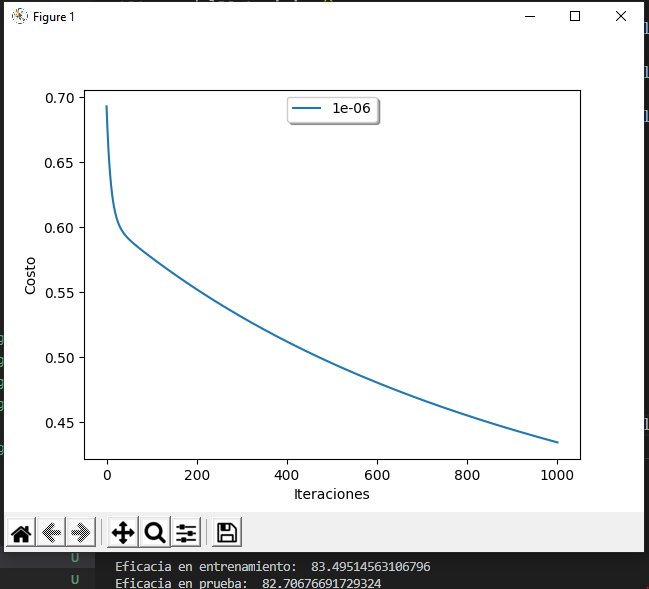 Figure 1
1e-06
0.70
0.65
0.60
0.55
0.50
0.45
Costo
0 200 400 600 800 1000
Iteraciones
U
Eficacia en entrenamiento: 83.49514563106796
U
Eficacia en prueba: 82.70676691729324